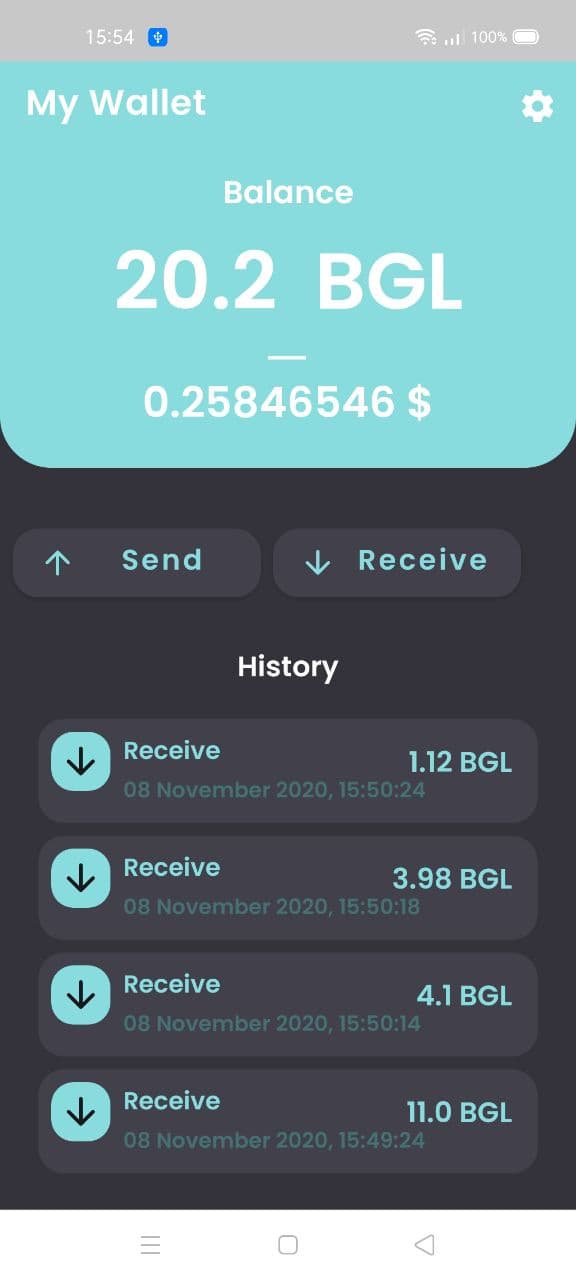 15:54 100%
My Wallet
Balance
20.2 BGL
0.25846546 $
Send Receive
History
Receive 1.12 BGL
08 November 2020, 15:50:24
Receive 3.98 BGL
08 November 2020, 15:50:18
Receive 4.1 BGL
08 November 2020, 15:50:14
Receive 11.0 BGL
08 November 2020, 15:49:24